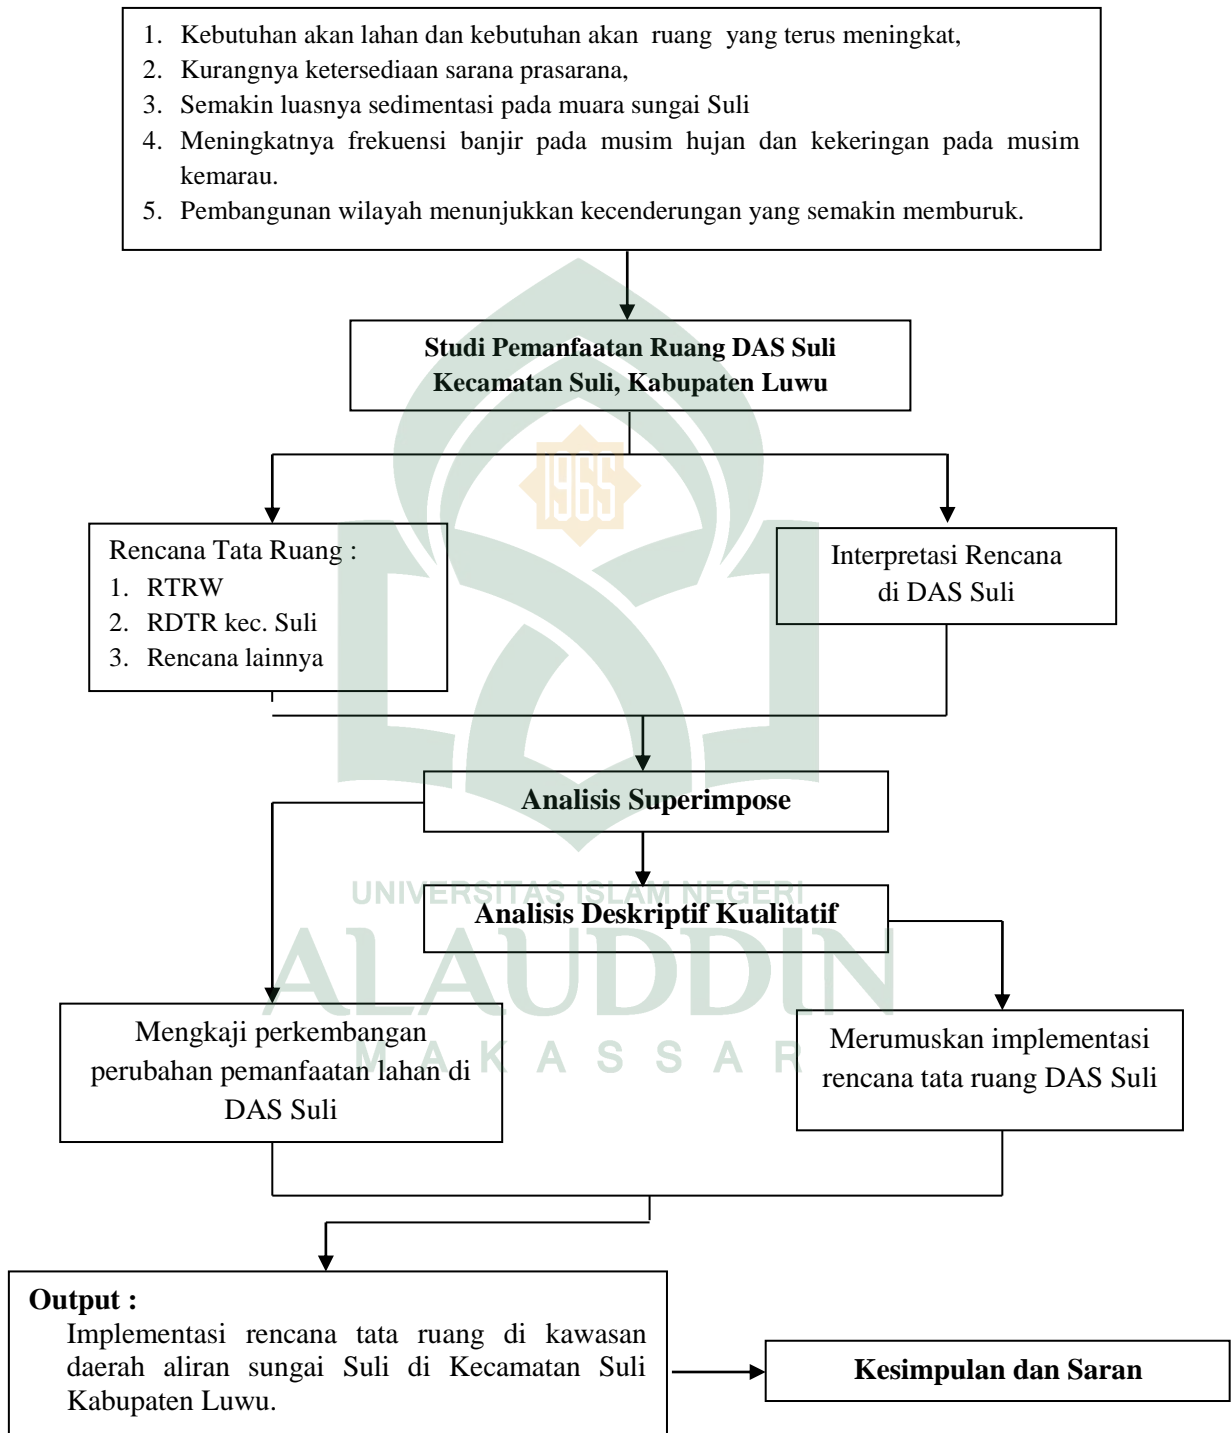 1. Kebutuhan akan lahan dan kebutuhan akan ruang yang terus meningkat,
2. Kurangnya ketersediaan sarana prasarana,
3. Semakin luasnya sedimentasi pada muara sungai Suli
4. Meningkatnya frekuensi banjir pada musim hujan dan kekeringan pada musim
kemarau.
5. Pembangunan wilayah menunjukkan kecenderungan yang semakin memburuk.
Studi Pemanfaatan Ruang DAS Suli
Kecamatan Suli, Kabupaten Luwu
1965
Rencana Tata Ruang :
1. RTRW
2. RDTR kec. Suli
3. Rencana lainnya
Interpretasi Rencana
di DAS Suli
Analisis Superimpose
UNIVERSITAS ISLAM NEGERI
Analisis Deskriptif Kualitatif
ALAUDDIN
Mengkaji perkembangan
perubahan pemanfaatan lahan di
DAS Suli
MAKASSAR
Merumuskan implementasi
rencana tata ruang DAS Suli
Output :
Implementasi rencana tata ruang di kawasan
daerah aliran sungai Suli di Kecamatan Suli
Kabupaten Luwu.
Kesimpulan dan Saran